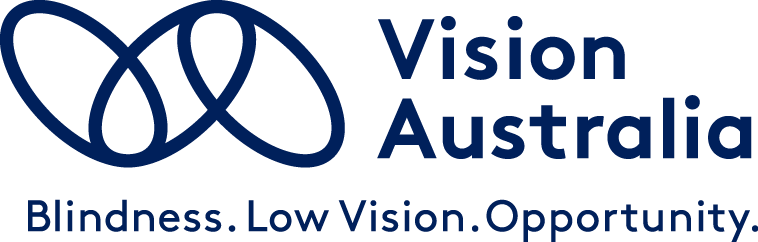 Vision
Australia
Blindness. Low Vision. Opportunity.